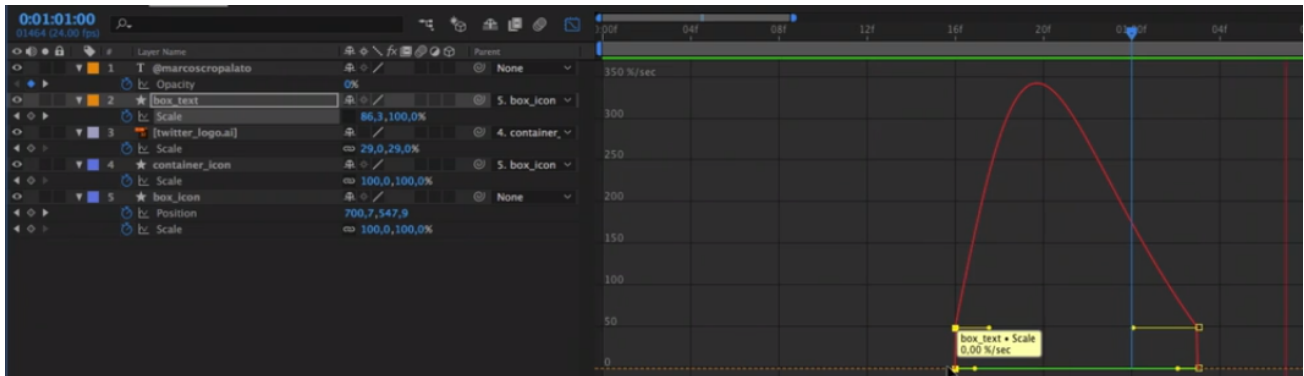 0:01:01:00
01464 (24.00 fps)
# Layer Name Parent
1 T @marcoscropalato None
Opacity 0%
2 box_text 5. box_icon
Scale 86,3,100,0%
3 [twitter_logo.ai] 4. container_
Scale 29,0,29,0%
4 container_icon 5. box_icon
Scale 100,0,100,0%
5 box_icon None
Position 700,7,547,9
Scale 100,0,100,0%
:00f 04f 08f 12f 16f 20f 01:00f 04f
350 %/sec
300
250
200
150
100
50
box_text • Scale
0,00 %/sec
0